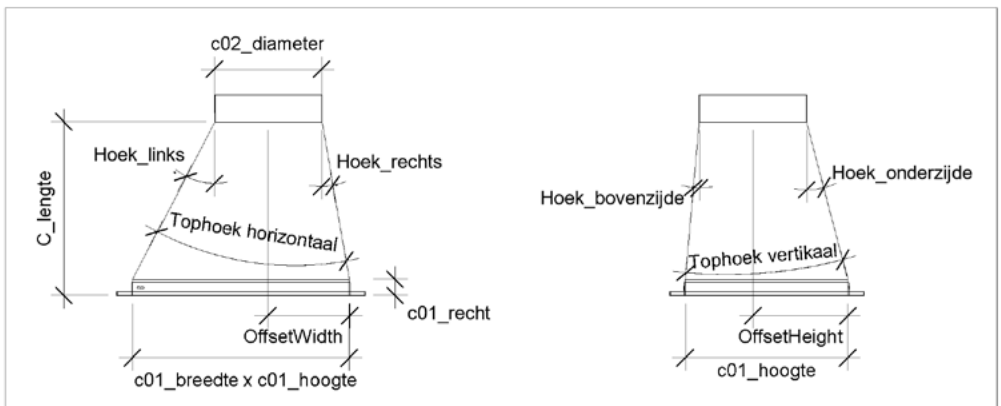 c02_diameter
Hoek_links
Hoek_rechts
C_lengte
Tophoek horizontaal
c01_recht
OffsetWidth
c01_breedte x c01_hoogte
Hoek_bovenzijde
Hoek_onderzijde
Tophoek vertikaal
OffsetHeight
c01_hoogte